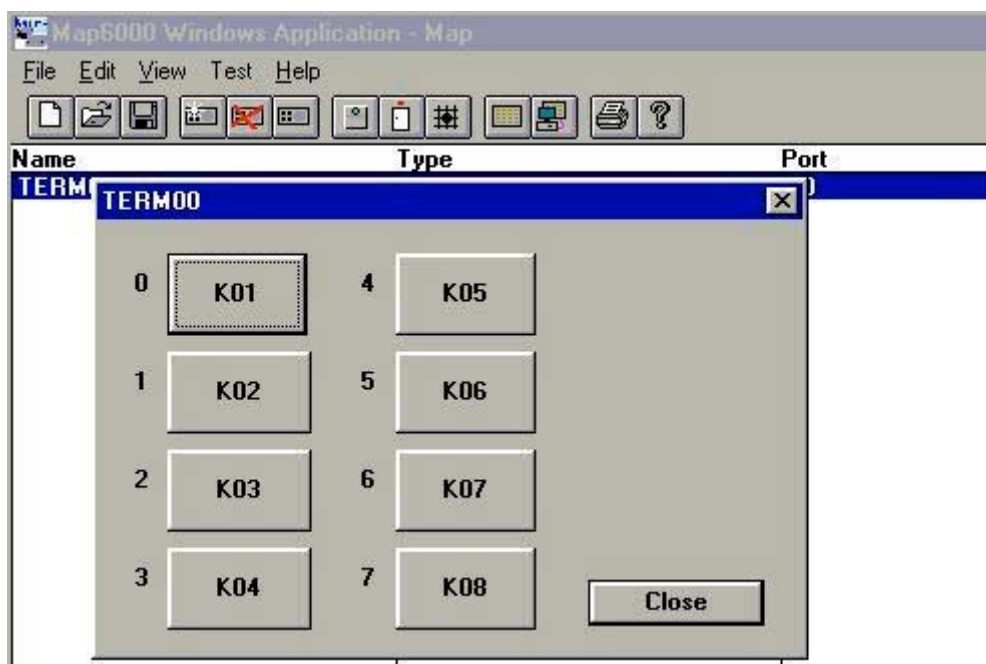 Map6000 Windows Application - Map
File Edit View Test Help
Name Type Port
TERM00
0 K01 4 K05
1 K02 5 K06
2 K03 6 K07
3 K04 7 K08
Close